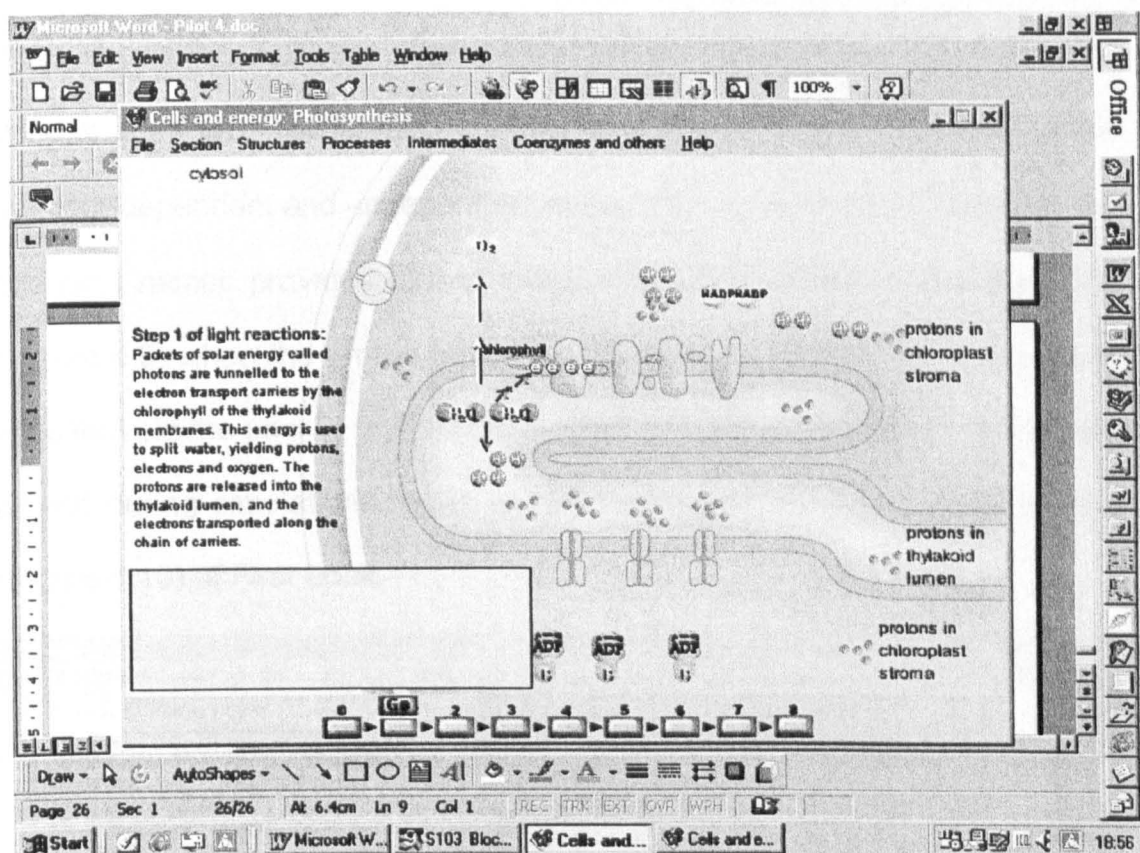 Microsoft Word - Pilot 4.doc
File Edit View Insert Format Tools Table Window Help
100%
Normal
Office
Cells and energy: Photosynthesis
File Section Structures Processes Intermediates Coenzymes and others Help
cytosol
NADP NADP
chlorophyll
H₂O H₂O
Step 1 of light reactions:
Packets of solar energy called
photons are funnelled to the
electron transport carriers by the
chlorophyll of the thylakoid
membranes. This energy is used
to split water, yielding protons,
electrons and oxygen. The
protons are released into the
thylakoid lumen, and the
electrons transported along the
chain of carriers.
protons in
chloroplast
stroma
protons in
thylakoid
lumen
protons in
chloroplast
stroma
ADP ADP ADP
0 Go 2 3 4 5 6 7 8
Draw AutoShapes
Page 26 Sec 1 26/26 At 6.4cm Ln 9 Col 1 REC TRK EXT OVR WPH
Start Microsoft W... S103 Bloc... Cells and... Cells and e... 18:56